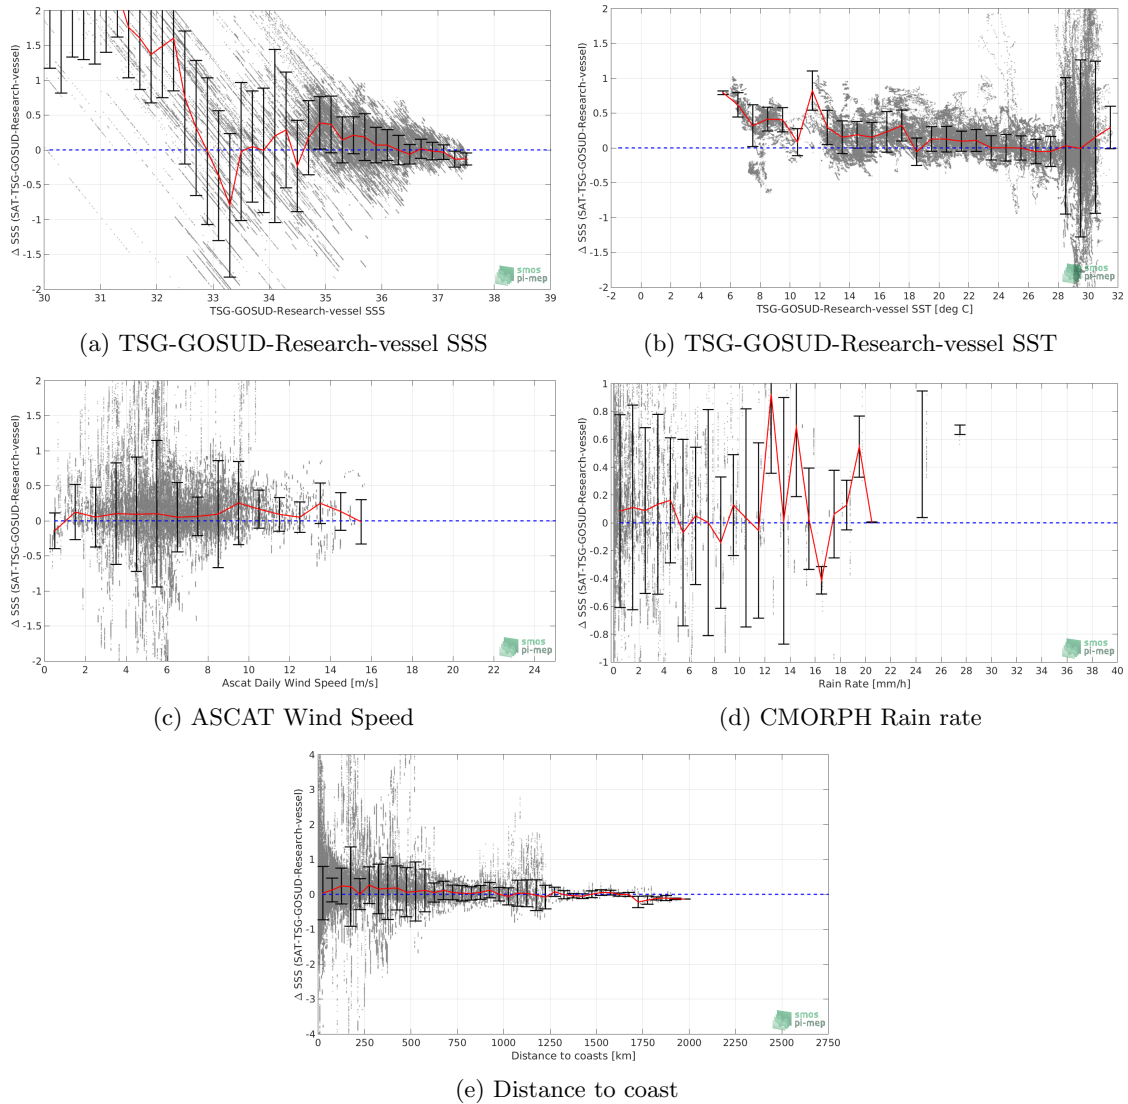 2
1.5
1
0.5
0
-0.5
-1
-1.5
-2
Δ SSS (SAT-TSG-GOSUD-Research-vessel)
30 31 32 33 34 35 36 37 38 39
TSG-GOSUD-Research-vessel SSS
smos
pi-mep
(a) TSG-GOSUD-Research-vessel SSS
2
1.5
1
0.5
0
-0.5
-1
-1.5
-2
Δ SSS (SAT-TSG-GOSUD-Research-vessel)
-2 0 2 4 6 8 10 12 14 16 18 20 22 24 26 28 30 32
TSG-GOSUD-Research-vessel SST [deg C]
smos
pi-mep
(b) TSG-GOSUD-Research-vessel SST
2
1.5
1
0.5
0
-0.5
-1
-1.5
-2
Δ SSS (SAT-TSG-GOSUD-Research-vessel)
0 2 4 6 8 10 12 14 16 18 20 22 24
Ascat Daily Wind Speed [m/s]
smos
pi-mep
(c) ASCAT Wind Speed
1
0.8
0.6
0.4
0.2
0
-0.2
-0.4
-0.6
-0.8
-1
Δ SSS (SAT-TSG-GOSUD-Research-vessel)
0 2 4 6 8 10 12 14 16 18 20 22 24 26 28 30 32 34 36 38 40
Rain Rate [mm/h]
smos
pi-mep
(d) CMORPH Rain rate
4
3
2
1
0
-1
-2
-3
-4
Δ SSS (SAT-TSG-GOSUD-Research-vessel)
0 250 500 750 1000 1250 1500 1750 2000 2250 2500 2750
Distance to coasts [km]
smos
pi-mep
(e) Distance to coast